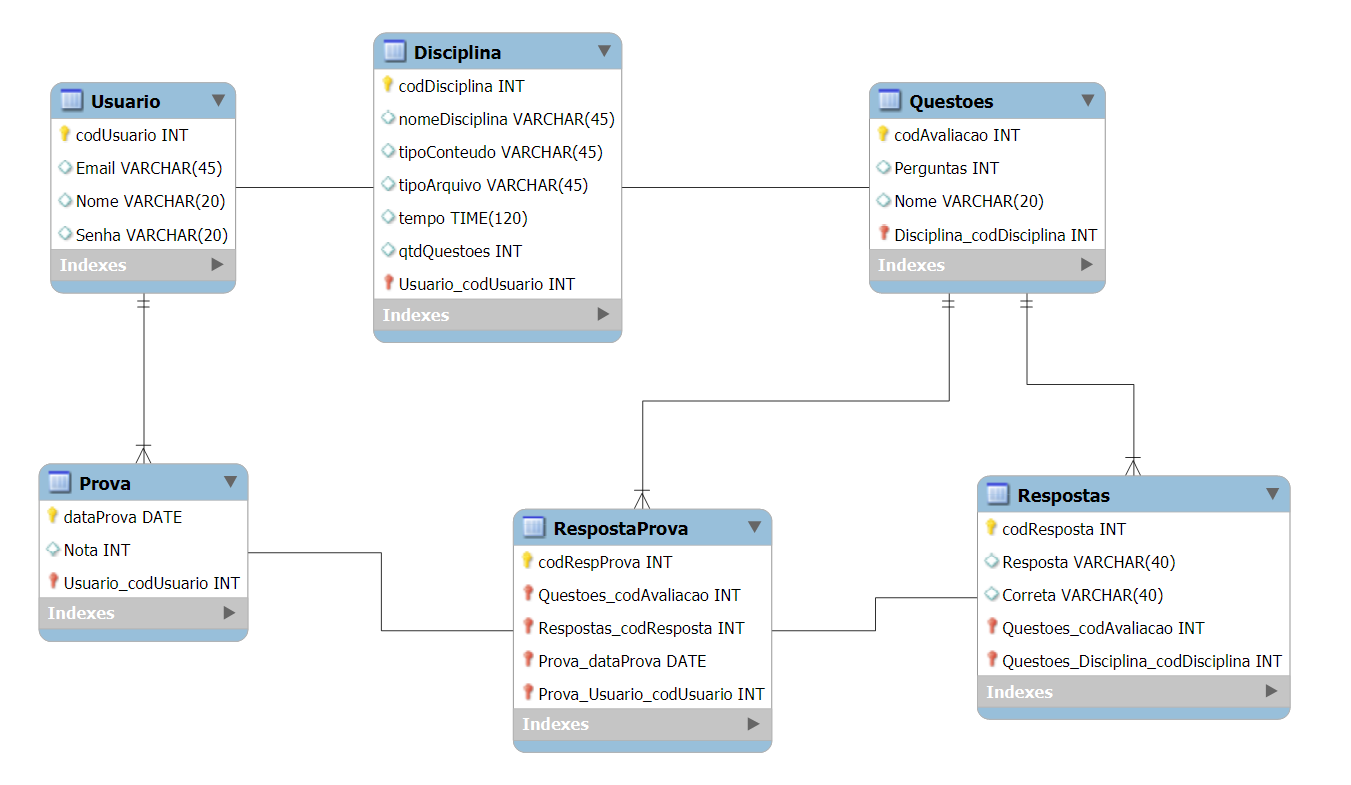 Disciplina
codDisciplina INT
nomeDisciplina VARCHAR(45)
tipoConteudo VARCHAR(45)
tipoArquivo VARCHAR(45)
tempo TIME(120)
qtdQuestoes INT
Usuario_codUsuario INT
Indexes
Usuario
codUsuario INT
Email VARCHAR(45)
Nome VARCHAR(20)
Senha VARCHAR(20)
Indexes
Questoes
codAvaliacao INT
Perguntas INT
Nome VARCHAR(20)
Disciplina_codDisciplina INT
Indexes
Prova
dataProva DATE
Nota INT
Usuario_codUsuario INT
Indexes
RespostaProva
codRespProva INT
Questoes_codAvaliacao INT
Respostas_codResposta INT
Prova_dataProva DATE
Prova_Usuario_codUsuario INT
Indexes
Respostas
codResposta INT
Resposta VARCHAR(40)
Correta VARCHAR(40)
Questoes_codAvaliacao INT
Questoes_Disciplina_codDisciplina INT
Indexes